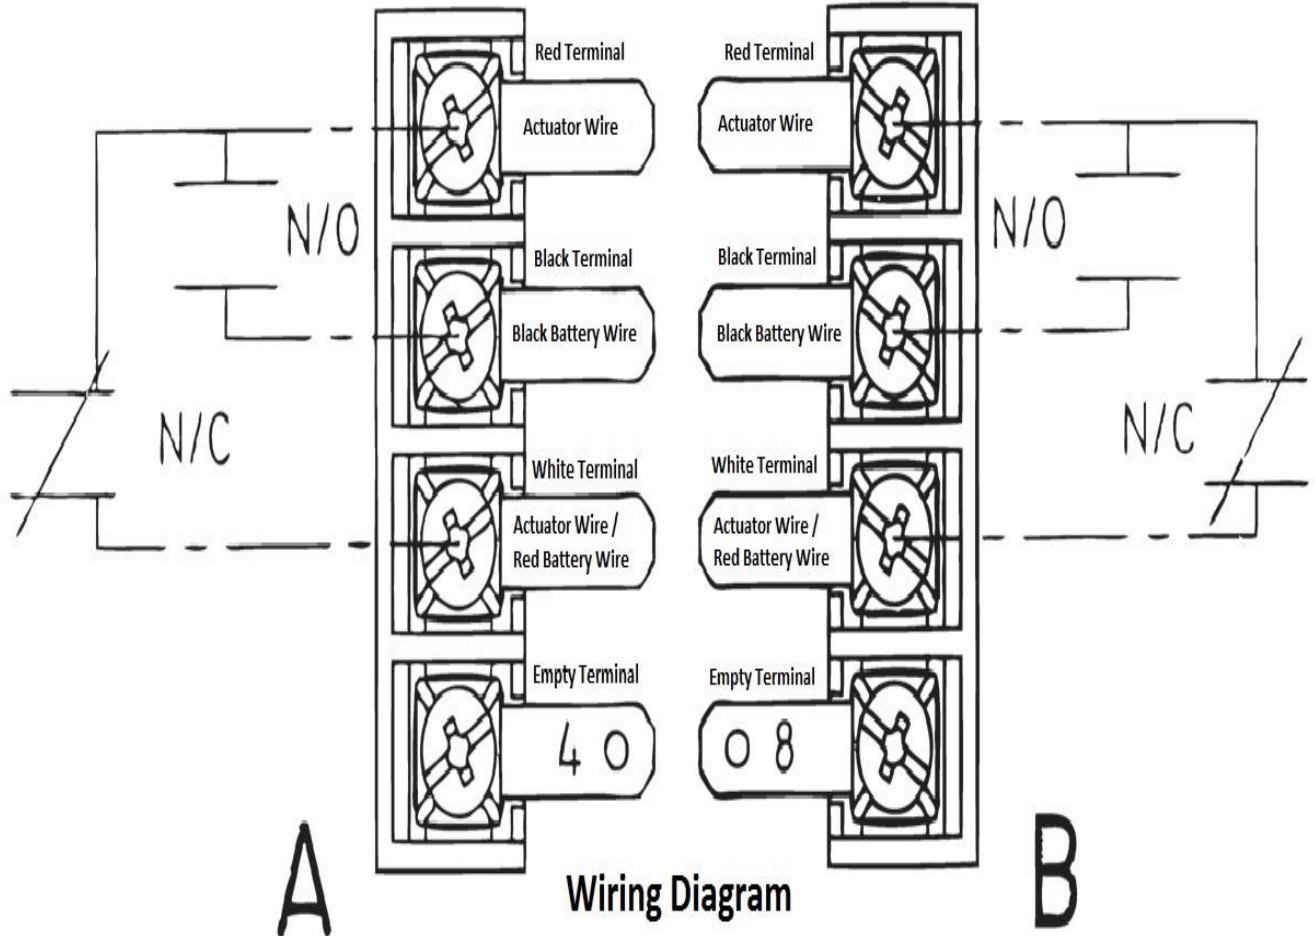 Red Terminal
Actuator Wire
N/O
Black Terminal
Black Battery Wire
N/C
White Terminal
Actuator Wire /
Red Battery Wire
Empty Terminal
4 O
A
Red Terminal
Actuator Wire
N/O
Black Terminal
Black Battery Wire
N/C
White Terminal
Actuator Wire /
Red Battery Wire
Empty Terminal
O 8
B
Wiring Diagram